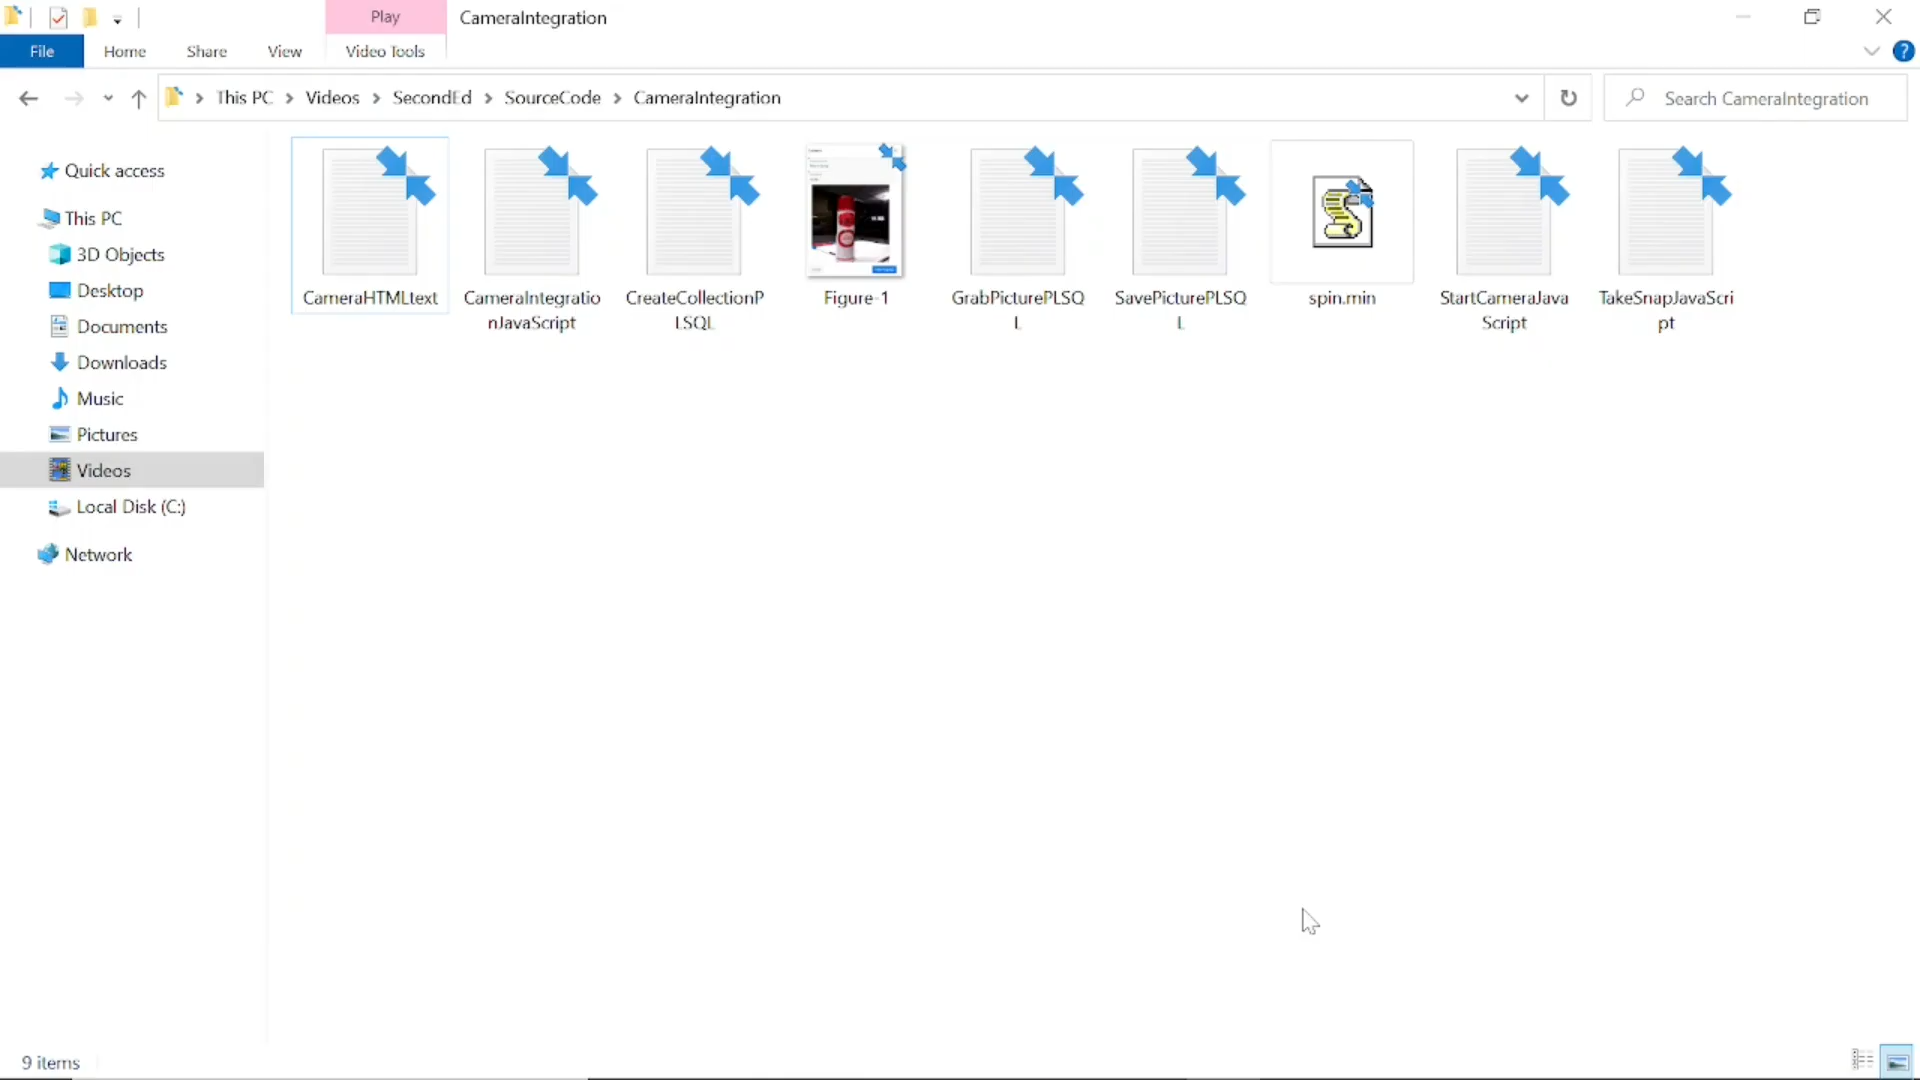 Play
CameraIntegration
File
Home
Share
View
Video Tools
This PC
Videos
SecondEd
SourceCode
CameraIntegration
Search CameraIntegration
Quick access
This PC
3D Objects
Desktop
Documents
Downloads
Music
Pictures
Videos
Local Disk (C:)
Network
CameraHTMLtext
CameraIntegratio
nJavaScript
CreateCollectionP
LSQL
Figure-1
GrabPicturePLSQ
L
SavePicturePLSQ
L
spin.min
StartCameraJava
Script
TakeSnapJavaScri
pt
9 items